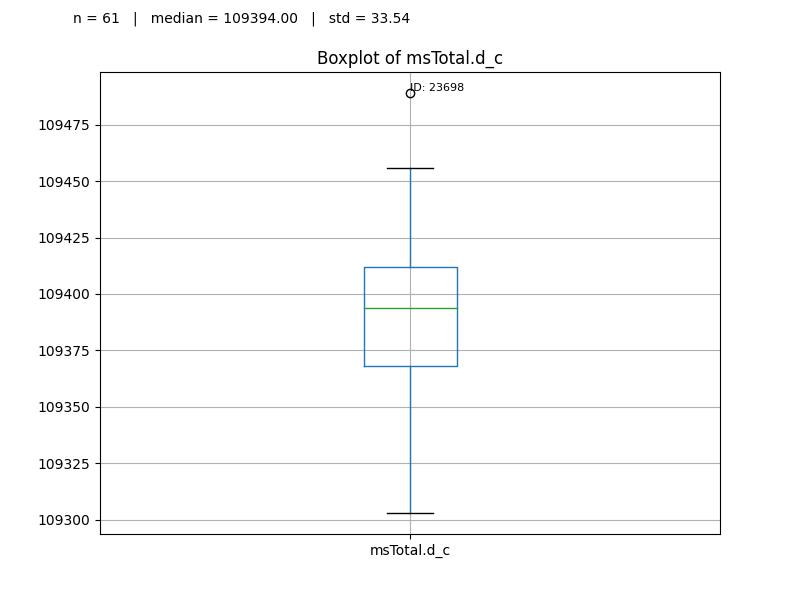 n = 61   |   median = 109394.00   |   std = 33.54
Boxplot of msTotal.d_c
ID: 23698
109475
109450
109425
109400
109375
109350
109325
109300
msTotal.d_c